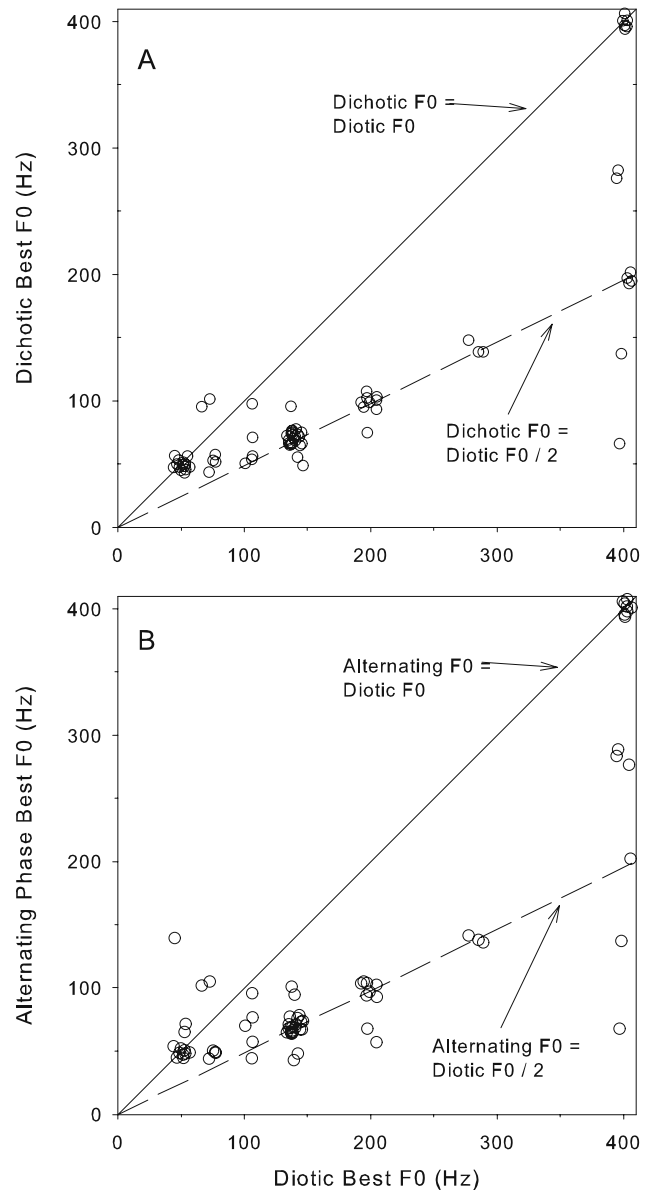 A
400
300
200
100
0
Dichotic Best F0 (Hz)
Dichotic F0 =
Diotic F0
Dichotic F0 =
Diotic F0 / 2
0 100 200 300 400
B
400
300
200
100
0
Alternating Phase Best F0 (Hz)
Alternating F0 =
Diotic F0
Alternating F0 =
Diotic F0 / 2
0 100 200 300 400
Diotic Best F0 (Hz)